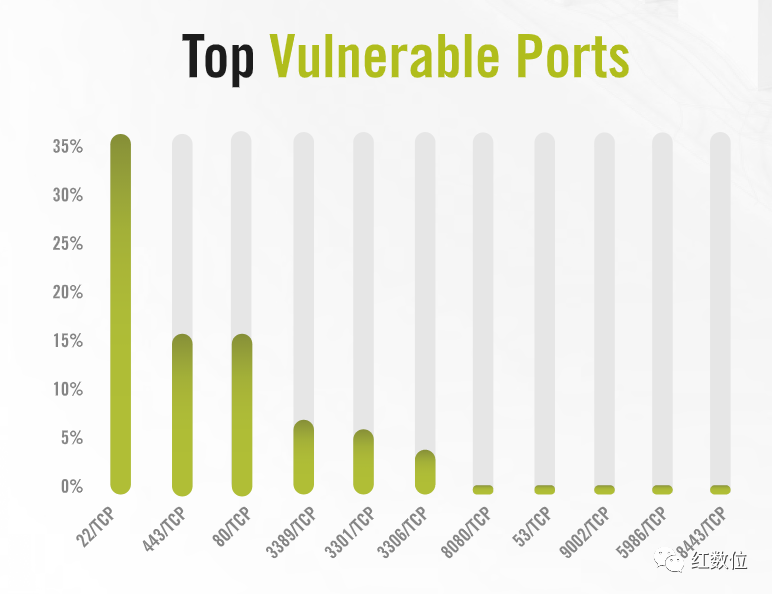 Top Vulnerable Ports
35%
30%
25%
20%
15%
10%
5%
0%
22/TCP
443/TCP
80/TCP
3389/TCP
3301/TCP
3306/TCP
8080/TCP
53/TCP
9002/TCP
5986/TCP
8443/TCP
红数位